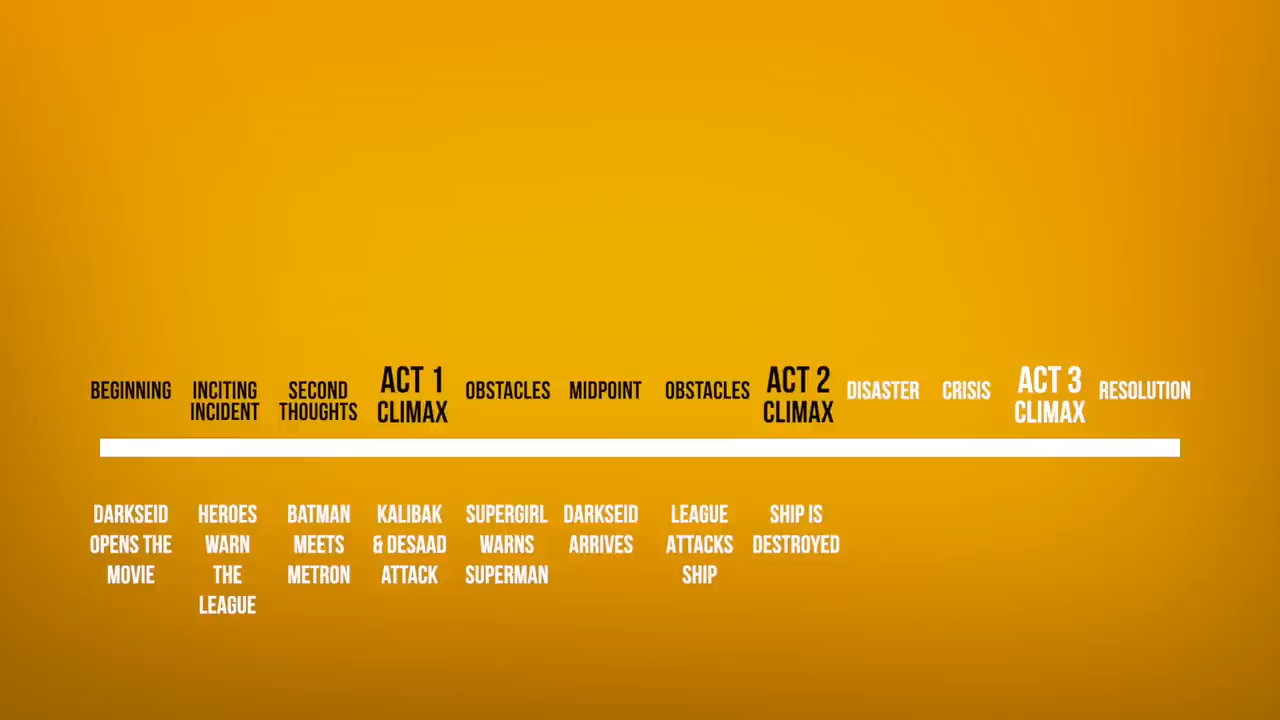 BEGINNING
INCITING
INCIDENT
SECOND
THOUGHTS
ACT 1
CLIMAX
OBSTACLES
MIDPOINT
OBSTACLES
ACT 2
CLIMAX
DISASTER
CRISIS
ACT 3
CLIMAX
RESOLUTION
DARKSEID
OPENS THE
MOVIE
HEROES
WARN
THE
LEAGUE
BATMAN
MEETS
METRON
KALIBAK
& DESAAD
ATTACK
SUPERGIRL
WARNS
SUPERMAN
DARKSEID
ARRIVES
LEAGUE
ATTACKS
SHIP
SHIP IS
DESTROYED